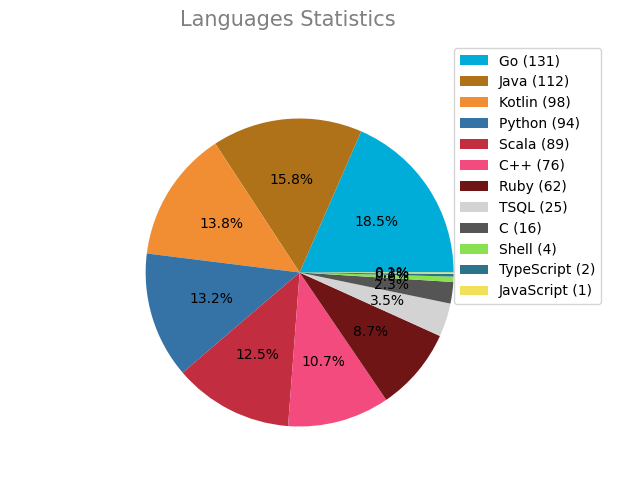 Languages Statistics
Go (131)
Java (112)
Kotlin (98)
Python (94)
Scala (89)
C++ (76)
Ruby (62)
TSQL (25)
C (16)
Shell (4)
TypeScript (2)
JavaScript (1)
15.8%
18.5%
13.8%
13.2%
12.5%
10.7%
8.7%
3.5%
2.3%